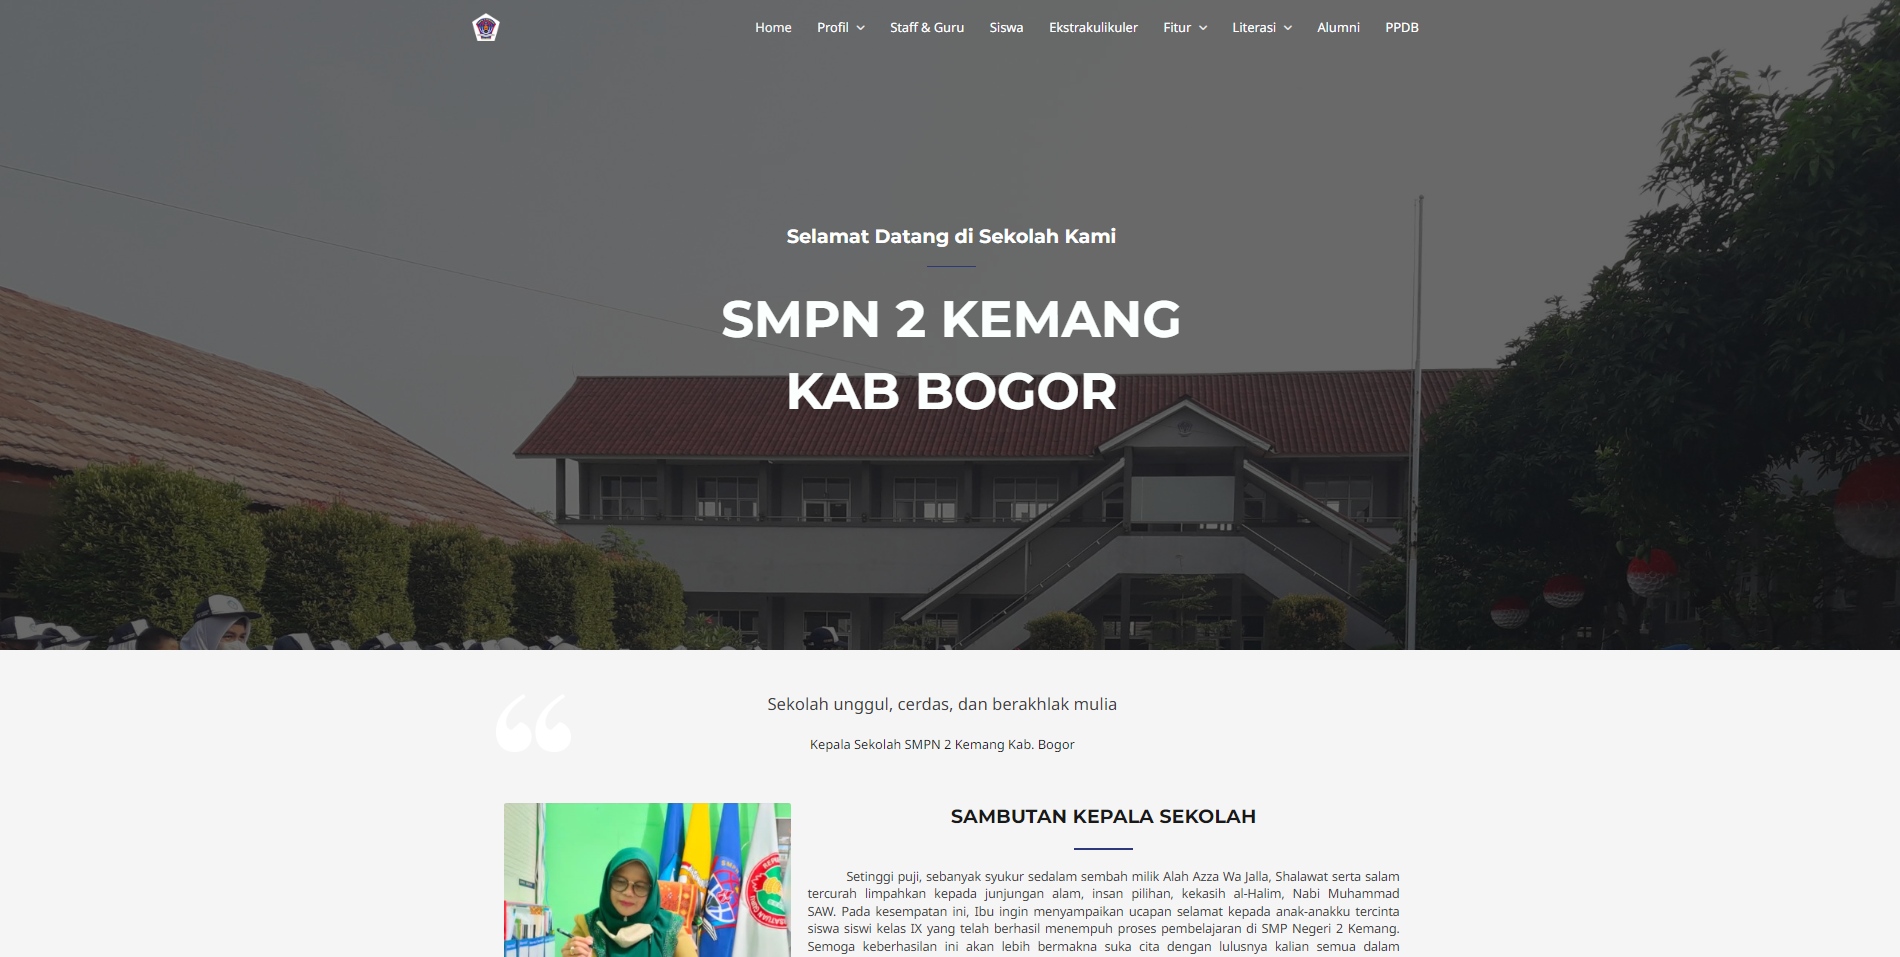 Home Profil Staff & Guru Siswa Ekstrakulikuler Fitur Literasi Alumni PPDB
Selamat Datang di Sekolah Kami
SMPN 2 KEMANG
KAB BOGOR
Sekolah unggul, cerdas, dan berakhlak mulia
Kepala Sekolah SMPN 2 Kemang Kab. Bogor
SAMBUTAN KEPALA SEKOLAH
Setinggi puji, sebanyak syukur sedalam sembah milik Alah Azza Wa Jalla, Shalawat serta salam
tercurah limpahkan kepada junjungan alam, insan pilihan, kekasih al-Halim, Nabi Muhammad
SAW. Pada kesempatan ini, Ibu ingin menyampaikan ucapan selamat kepada anak-anakku tercinta
siswa siswi kelas IX yang telah berhasil menempuh proses pembelajaran di SMP Negeri 2 Kemang.
Semoga keberhasilan ini akan lebih bermakna suka cita dengan lulusnya kalian semua dalam